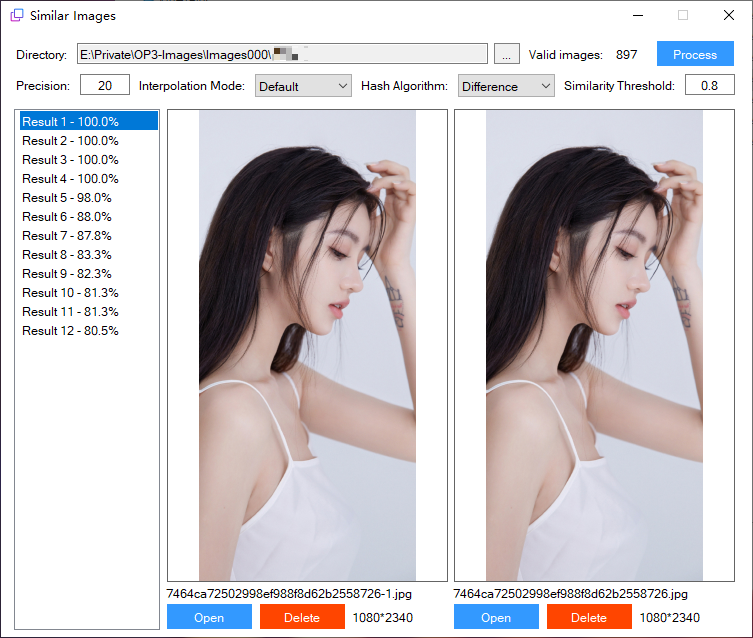 Similar Images
Directory: E:\Private\OP3-Images\Images000\ ... Valid images: 897 Process
Precision: 20 Interpolation Mode: Default Hash Algorithm: Difference Similarity Threshold: 0.8
Result 1 - 100.0%
Result 2 - 100.0%
Result 3 - 100.0%
Result 4 - 100.0%
Result 5 - 98.0%
Result 6 - 88.0%
Result 7 - 87.8%
Result 8 - 83.3%
Result 9 - 82.3%
Result 10 - 81.3%
Result 11 - 81.3%
Result 12 - 80.5%
7464ca72502998ef988f8d62b2558726-1.jpg 7464ca72502998ef988f8d62b2558726.jpg
Open Delete 1080*2340 Open Delete 1080*2340